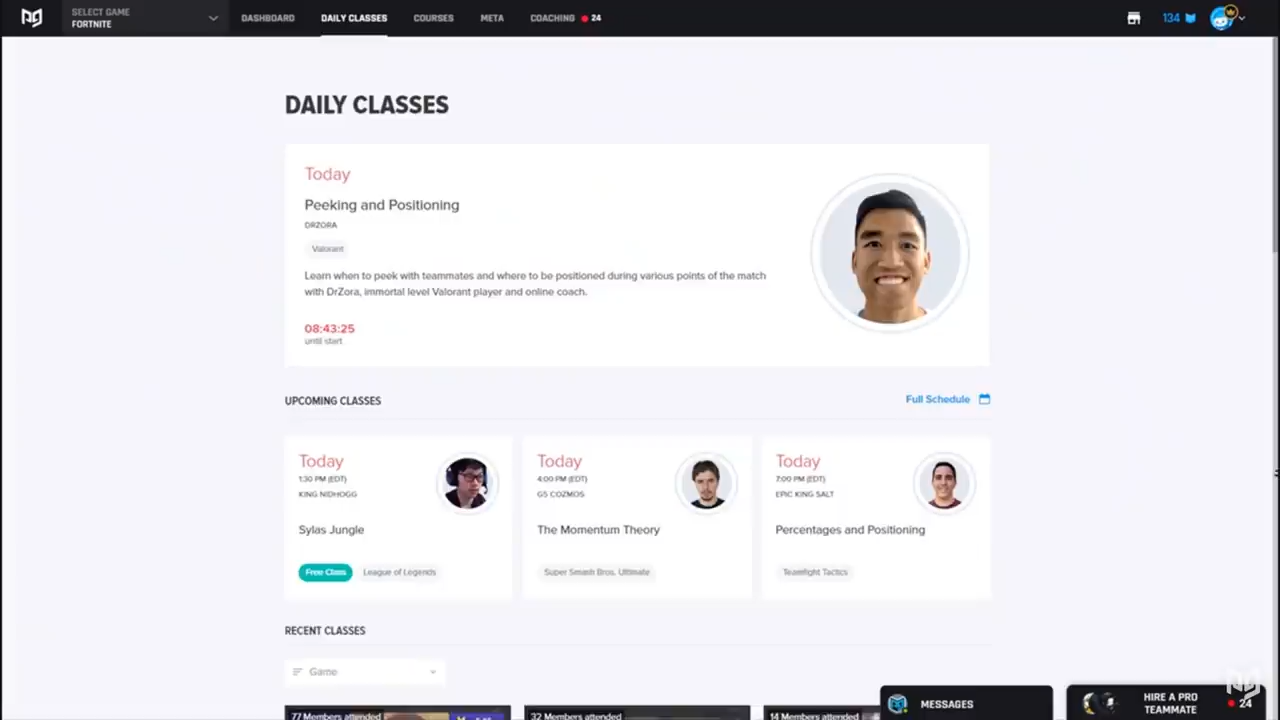 SELECT GAME
FORTNITE
DASHBOARD
DAILY CLASSES
COURSES
META
COACHING
24
134
DAILY CLASSES
Today
Peeking and Positioning
DRZORA
Valorant
Learn when to peek with teammates and where to be positioned during various points of the match
with DrZora, immortal level Valorant player and online coach.
08:43:25
until start
UPCOMING CLASSES
Full Schedule
Today
1:30 PM (EDT)
KING NIDHOGG
Sylas Jungle
Free Class
League of Legends
Today
4:00 PM (EDT)
G5 COZMOS
The Momentum Theory
Super Smash Bros. Ultimate
Today
7:00 PM (EDT)
EPIC KING SALT
Percentages and Positioning
Teamfight Tactics
RECENT CLASSES
Game
77 Members attended
32 Members attended
14 Members attended
MESSAGES
HIRE A PRO
TEAMMATE
24